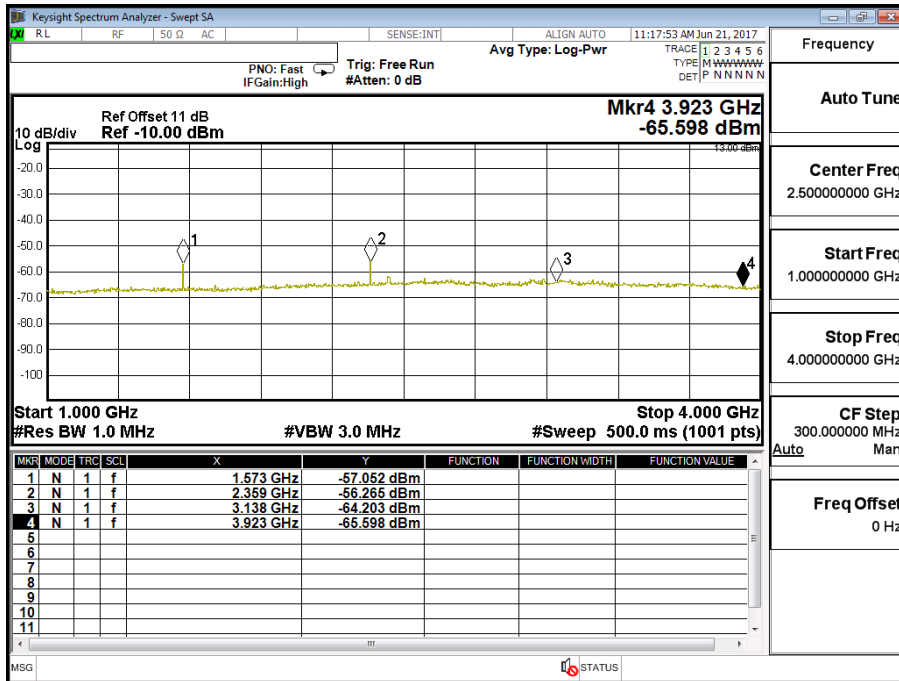 Keysight Spectrum Analyzer - Swept SA
LXI RL RF 50 Ω AC SENSE:INT ALIGN AUTO 11:17:53 AM Jun 21, 2017
PNO: Fast Trig: Free Run Avg Type: Log-Pwr TRACE 1 2 3 4 5 6
IFGain:High #Atten: 0 dB TYPE M WWWWW
DET P N N N N N
Frequency
Auto Tune
Center Freq
2.500000000 GHz
Start Freq
1.000000000 GHz
Stop Freq
4.000000000 GHz
CF Step
300.000000 MHz
Auto Man
Freq Offset
0 Hz
Mkr4 3.923 GHz
-65.598 dBm
Ref Offset 11 dB
10 dB/div Ref -10.00 dBm
Log
13.00 dBm
-20.0
-30.0
-40.0
-50.0
-60.0
-70.0
-80.0
-90.0
-100
1
2
3
4
Start 1.000 GHz Stop 4.000 GHz
#Res BW 1.0 MHz #VBW 3.0 MHz #Sweep 500.0 ms (1001 pts)
MKR MODE TRC SCL X Y FUNCTION FUNCTION WIDTH FUNCTION VALUE
1 N 1 f 1.573 GHz -57.052 dBm
2 N 1 f 2.359 GHz -56.265 dBm
3 N 1 f 3.138 GHz -64.203 dBm
4 N 1 f 3.923 GHz -65.598 dBm
5
6
7
8
9
10
11
MSG STATUS